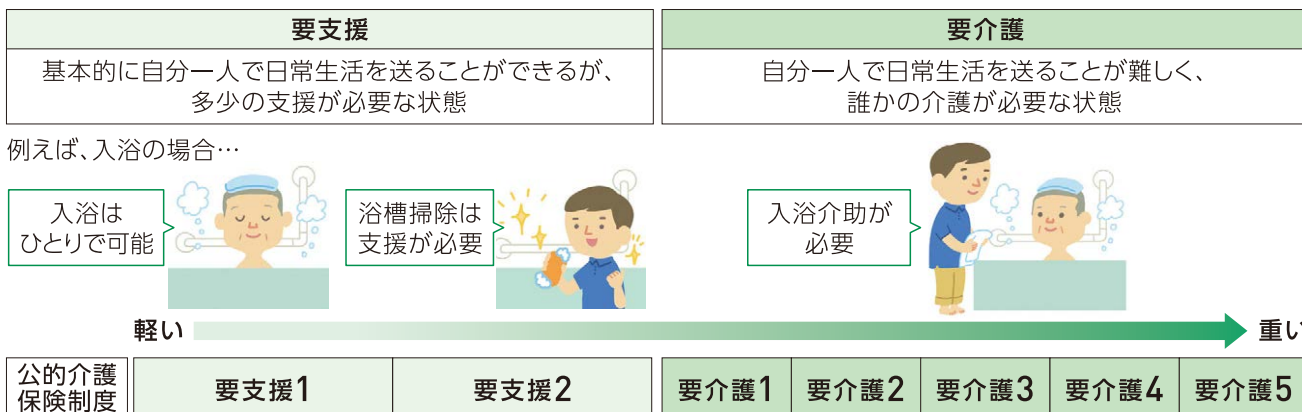 要支援
要介護
基本的に自分一人で日常生活を送ることができるが、
多少の支援が必要な状態
自分一人で日常生活を送ることが難しく、
誰かの介護が必要な状態
例えば、入浴の場合…
入浴は
ひとりで可能
浴槽掃除は
支援が必要
入浴介助が
必要
軽い
重い
公的介護
保険制度
要支援1
要支援2
要介護1
要介護2
要介護3
要介護4
要介護5